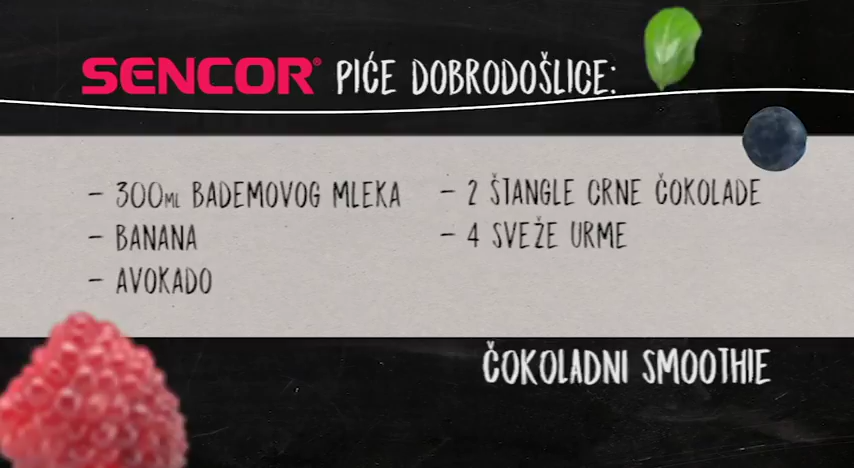 SENCOR® PIĆE DOBRODOŠLICE:
- 300ML BADEMOVOG MLEKA
- BANANA
- AVOKADO
- 2 ŠTANGLE CRNE ČOKOLADE
- 4 SVEŽE URME
ČOKOLADNI SMOOTHIE